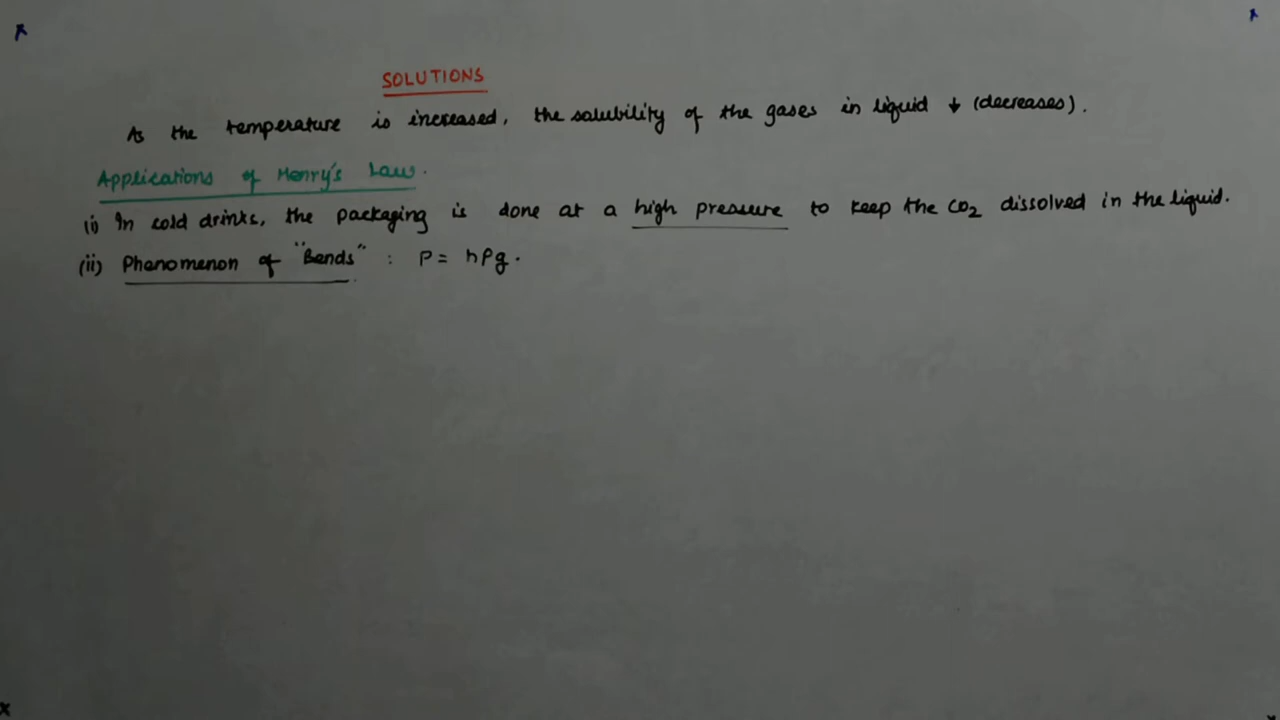 SOLUTIONS
As the temperature is increased, the solubility of the gases in liquid ↓ (decreases).
Applications of Henry's Law.
(i) In cold drinks, the packaging is done at a high pressure to keep the CO2 dissolved in the liquid.
(ii) Phenomenon of "Bends" : P = hρg.